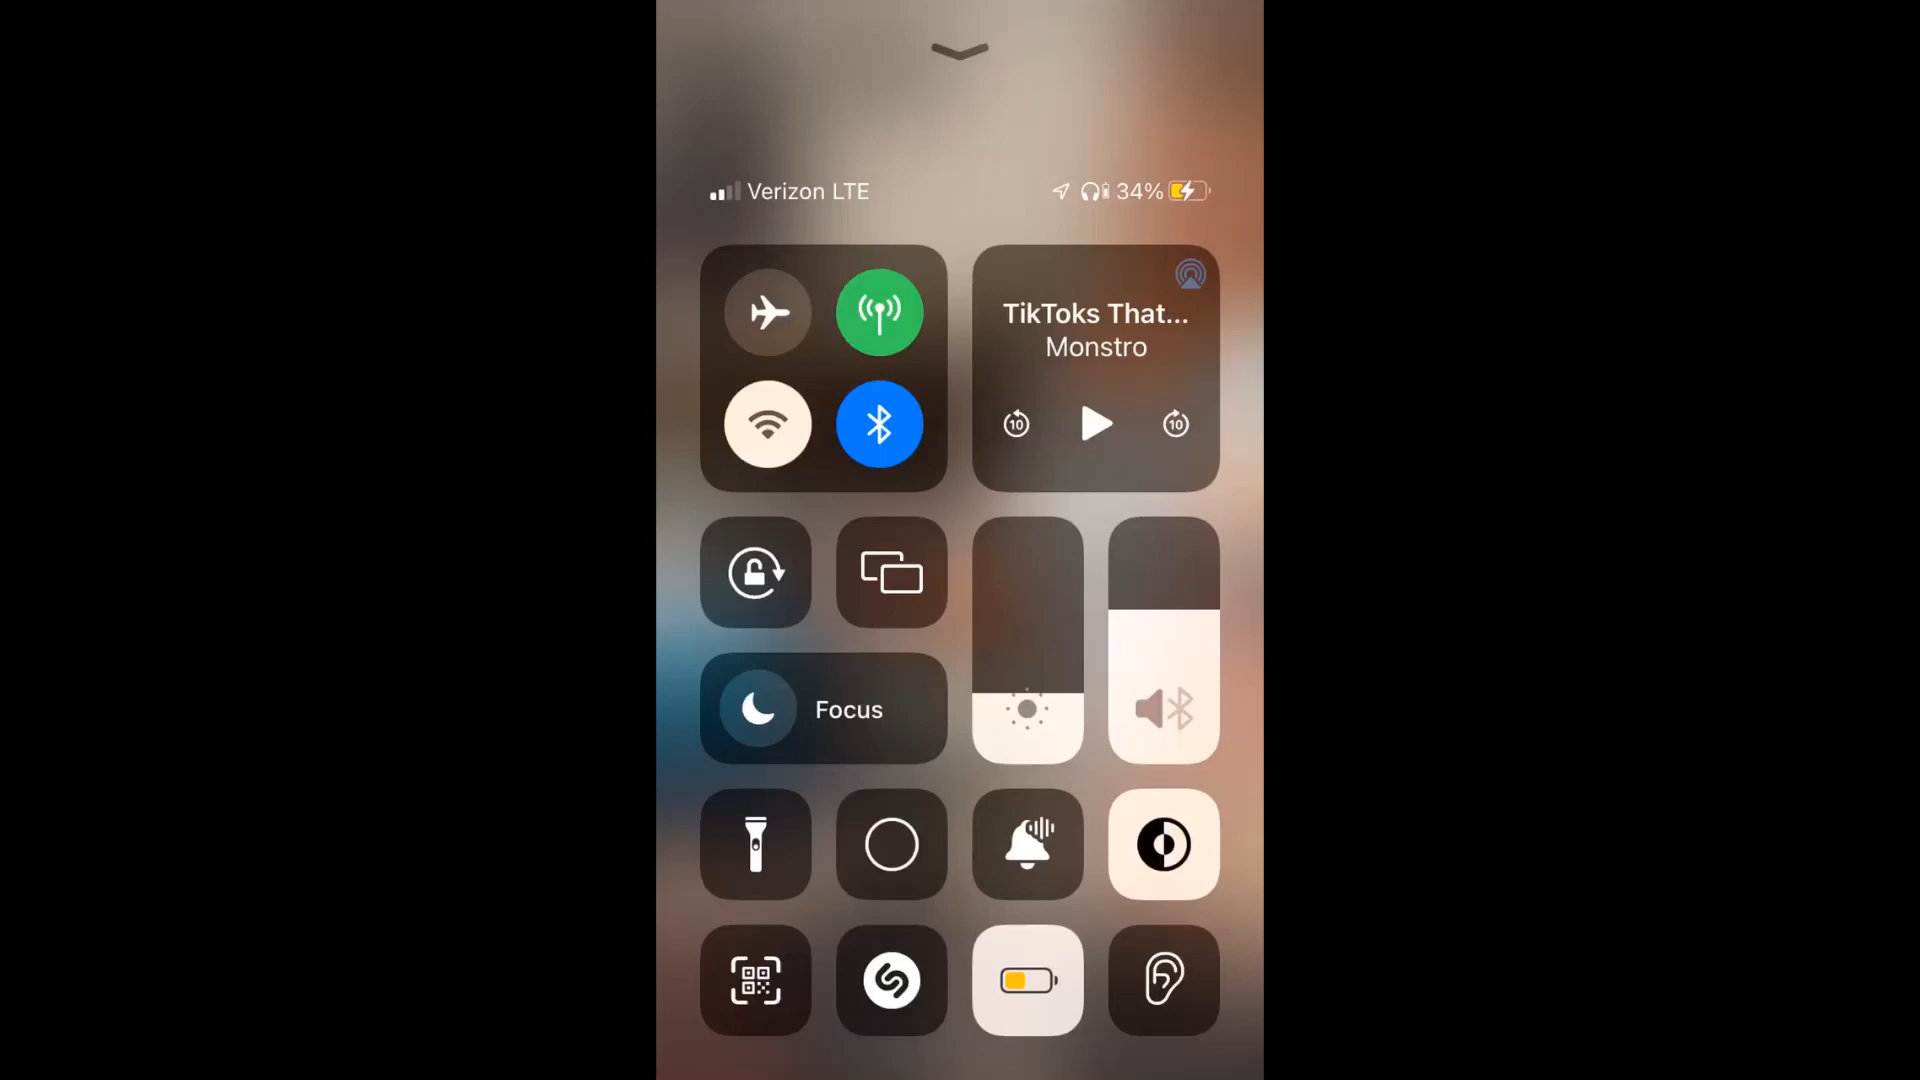 Verizon LTE
34%
TikToks That...
Monstro
10
10
Focus